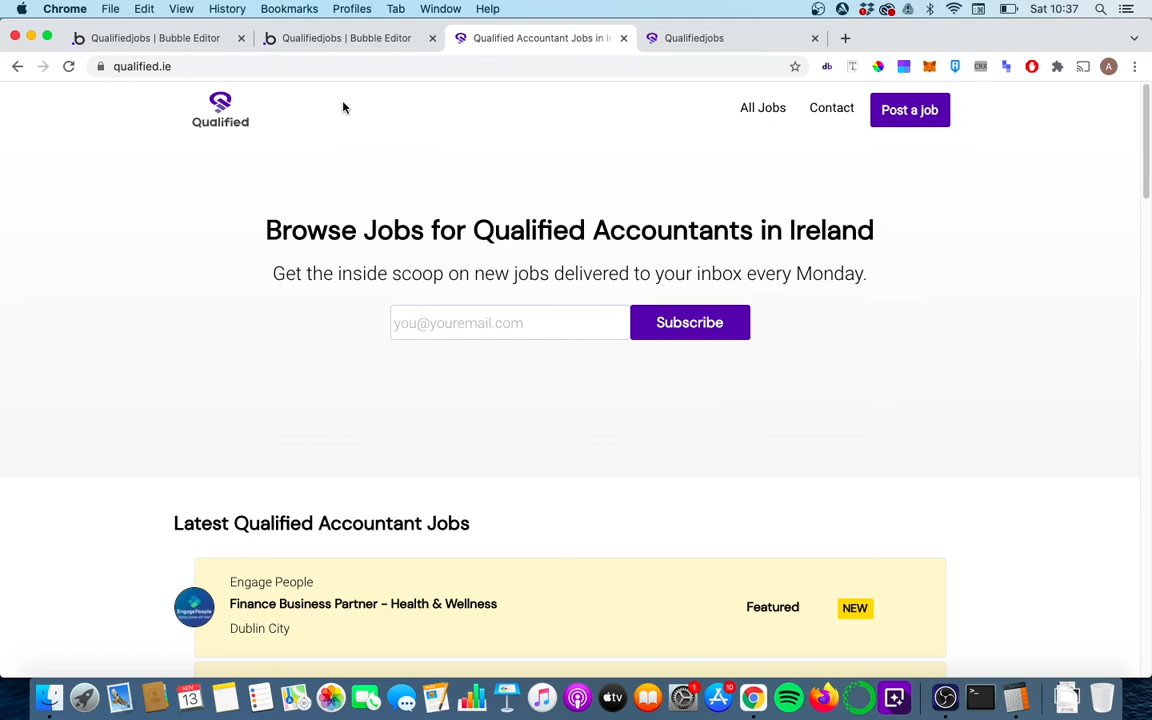 Chrome File Edit View History Bookmarks Profiles Tab Window Help Sat 10:37
Qualifiedjobs | Bubble Editor Qualifiedjobs | Bubble Editor Qualified Accountant Jobs in Ir Qualifiedjobs
qualified.ie
Qualified All Jobs Contact Post a job
Browse Jobs for Qualified Accountants in Ireland
Get the inside scoop on new jobs delivered to your inbox every Monday.
you@youremail.com Subscribe
Latest Qualified Accountant Jobs
Engage People
Finance Business Partner - Health & Wellness
Featured NEW
Dublin City